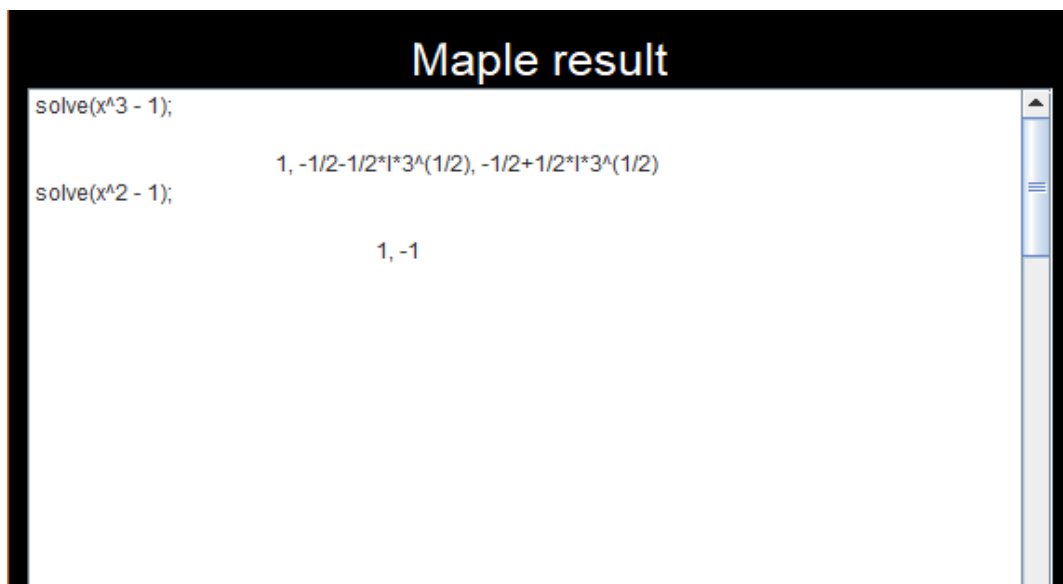 Maple result
solve(x^3 - 1);
1, -1/2-1/2*I*3^(1/2), -1/2+1/2*I*3^(1/2)
solve(x^2 - 1);
1, -1